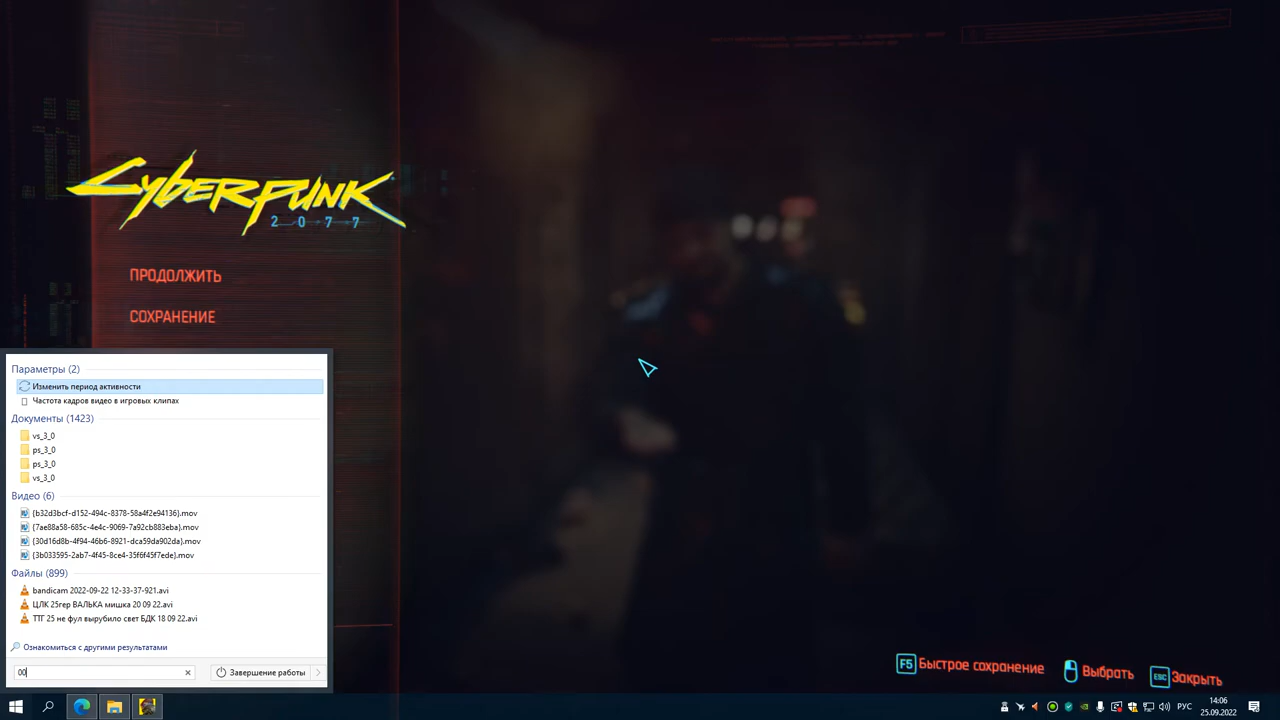 CYBERPUNK
2077
ПРОДОЛЖИТЬ
СОХРАНЕНИЕ
Параметры (2)
Изменить период активности
Частота кадров видео в игровых клипах
Документы (1423)
vs_3_0
ps_3_0
ps_3_0
vs_3_0
Видео (6)
{b32d3bcf-d152-494c-8378-58a4f2e94136}.mov
{7ae88a58-685c-4e4c-9069-7a92cb883eba}.mov
{30d16d8b-4f94-46b6-8921-dca59da902da}.mov
{3b033595-2ab7-4f45-8ce4-35f6f45f7ede}.mov
Файлы (899)
bandicam 2022-09-22 12-33-37-921.avi
ЦЛК 25гер ВАЛЬКА мишка 20 09 22.avi
ТТГ 25 не фул вырубило свет БДК 18 09 22.avi
Ознакомиться с другими результатами
00
Завершение работы
F5 Быстрое сохранение
Выбрать
ESC Закрыть
РУС
14:06
25.09.2022